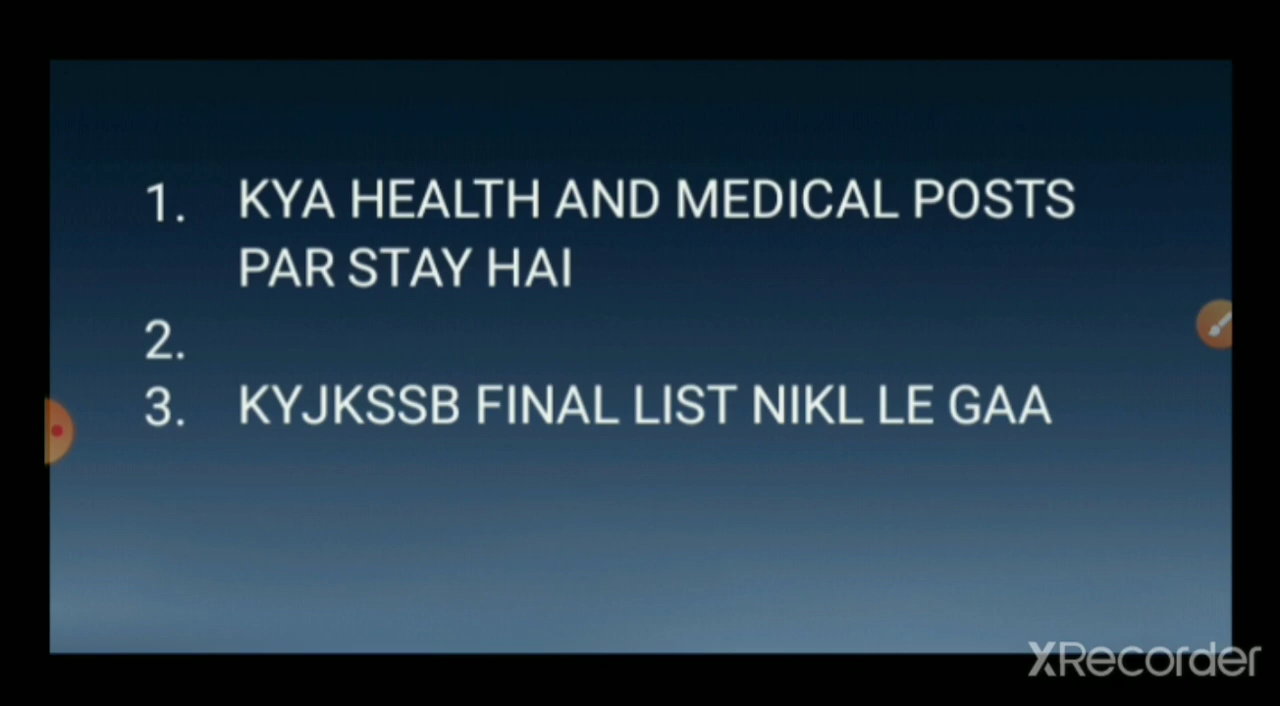 1. KYA HEALTH AND MEDICAL POSTS
PAR STAY HAI
2.
3. KYJKSSB FINAL LIST NIKL LE GAA
XRecorder